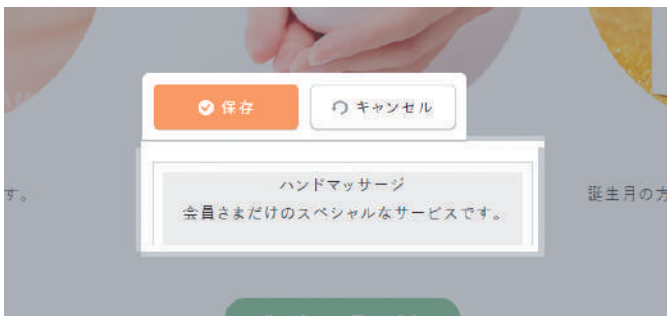 保存
キャンセル
ハンドマッサージ
会員さまだけのスペシャルなサービスです。
す。
誕生月の方